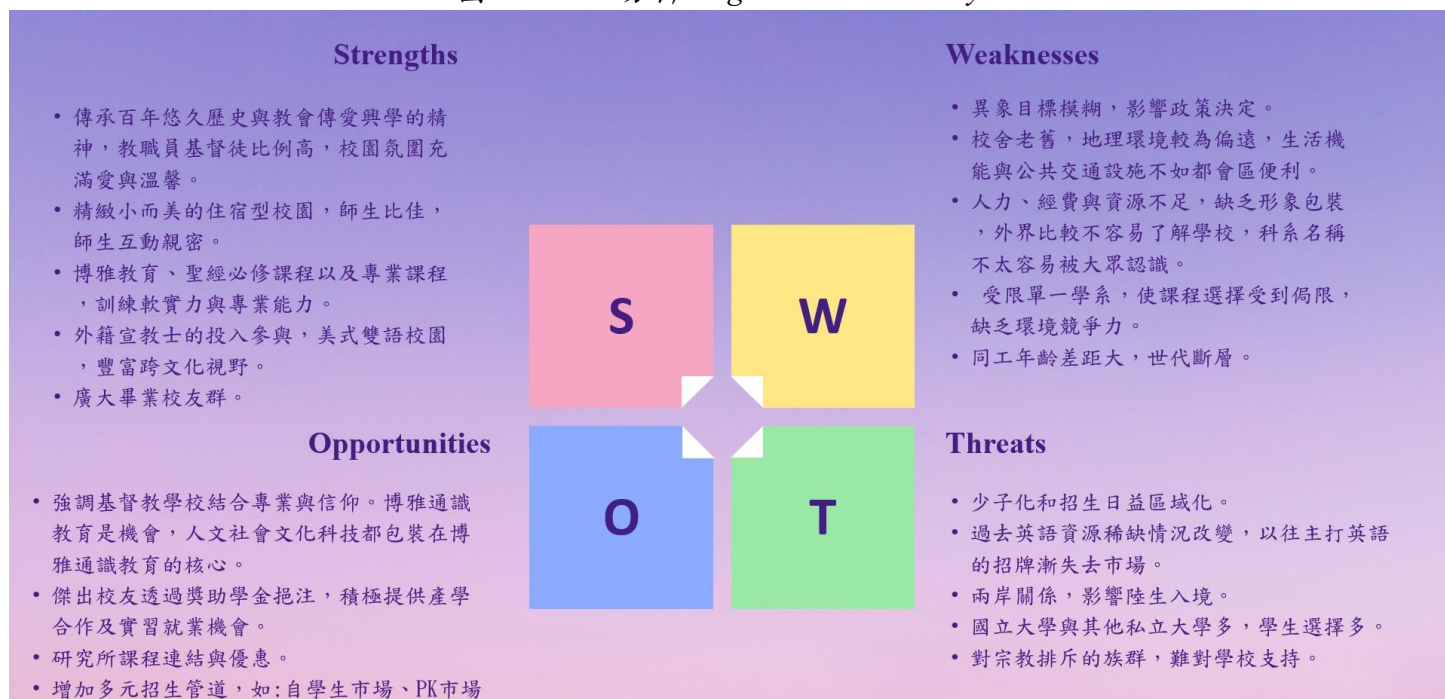 Strengths
• 傳承百年悠久歷史與教會傳愛興學的精
神，教職員基督徒比例高，校園氛圍充
滿愛與溫馨。
• 精緻小而美的住宿型校園，師生比佳，
師生互動親密。
• 博雅教育、聖經必修課程以及專業課程
，訓練軟實力與專業能力。
• 外籍宣教士的投入參與，美式雙語校園
，豐富跨文化視野。
• 廣大畢業校友群。
Weaknesses
• 異象目標模糊，影響政策決定。
• 校舍老舊，地理環境較為偏遠，生活機
能與公共交通設施不如都會區便利。
• 人力、經費與資源不足，缺乏形象包裝
，外界比較不容易了解學校，科系名稱
不太容易被大眾認識。
• 受限單一學系，使課程選擇受到侷限，
缺乏環境競爭力。
• 同工年齡差距大，世代斷層。
S
W
O
T
Opportunities
• 強調基督教學校結合專業與信仰。博雅通識
教育是機會，人文社會文化科技都包裝在博
雅通識教育的核心。
• 傑出校友透過獎助學金挹注，積極提供產學
合作及實習就業機會。
• 研究所課程連結與優惠。
• 增加多元招生管道，如:自學生市場、PK市場
Threats
• 少子化和招生日益區域化。
• 過去英語資源稀缺情況改變，以往主打英語
的招牌漸失去市場。
• 兩岸關係，影響陸生入境。
• 國立大學與其他私立大學多，學生選擇多。
• 對宗教排斥的族群，難對學校支持。